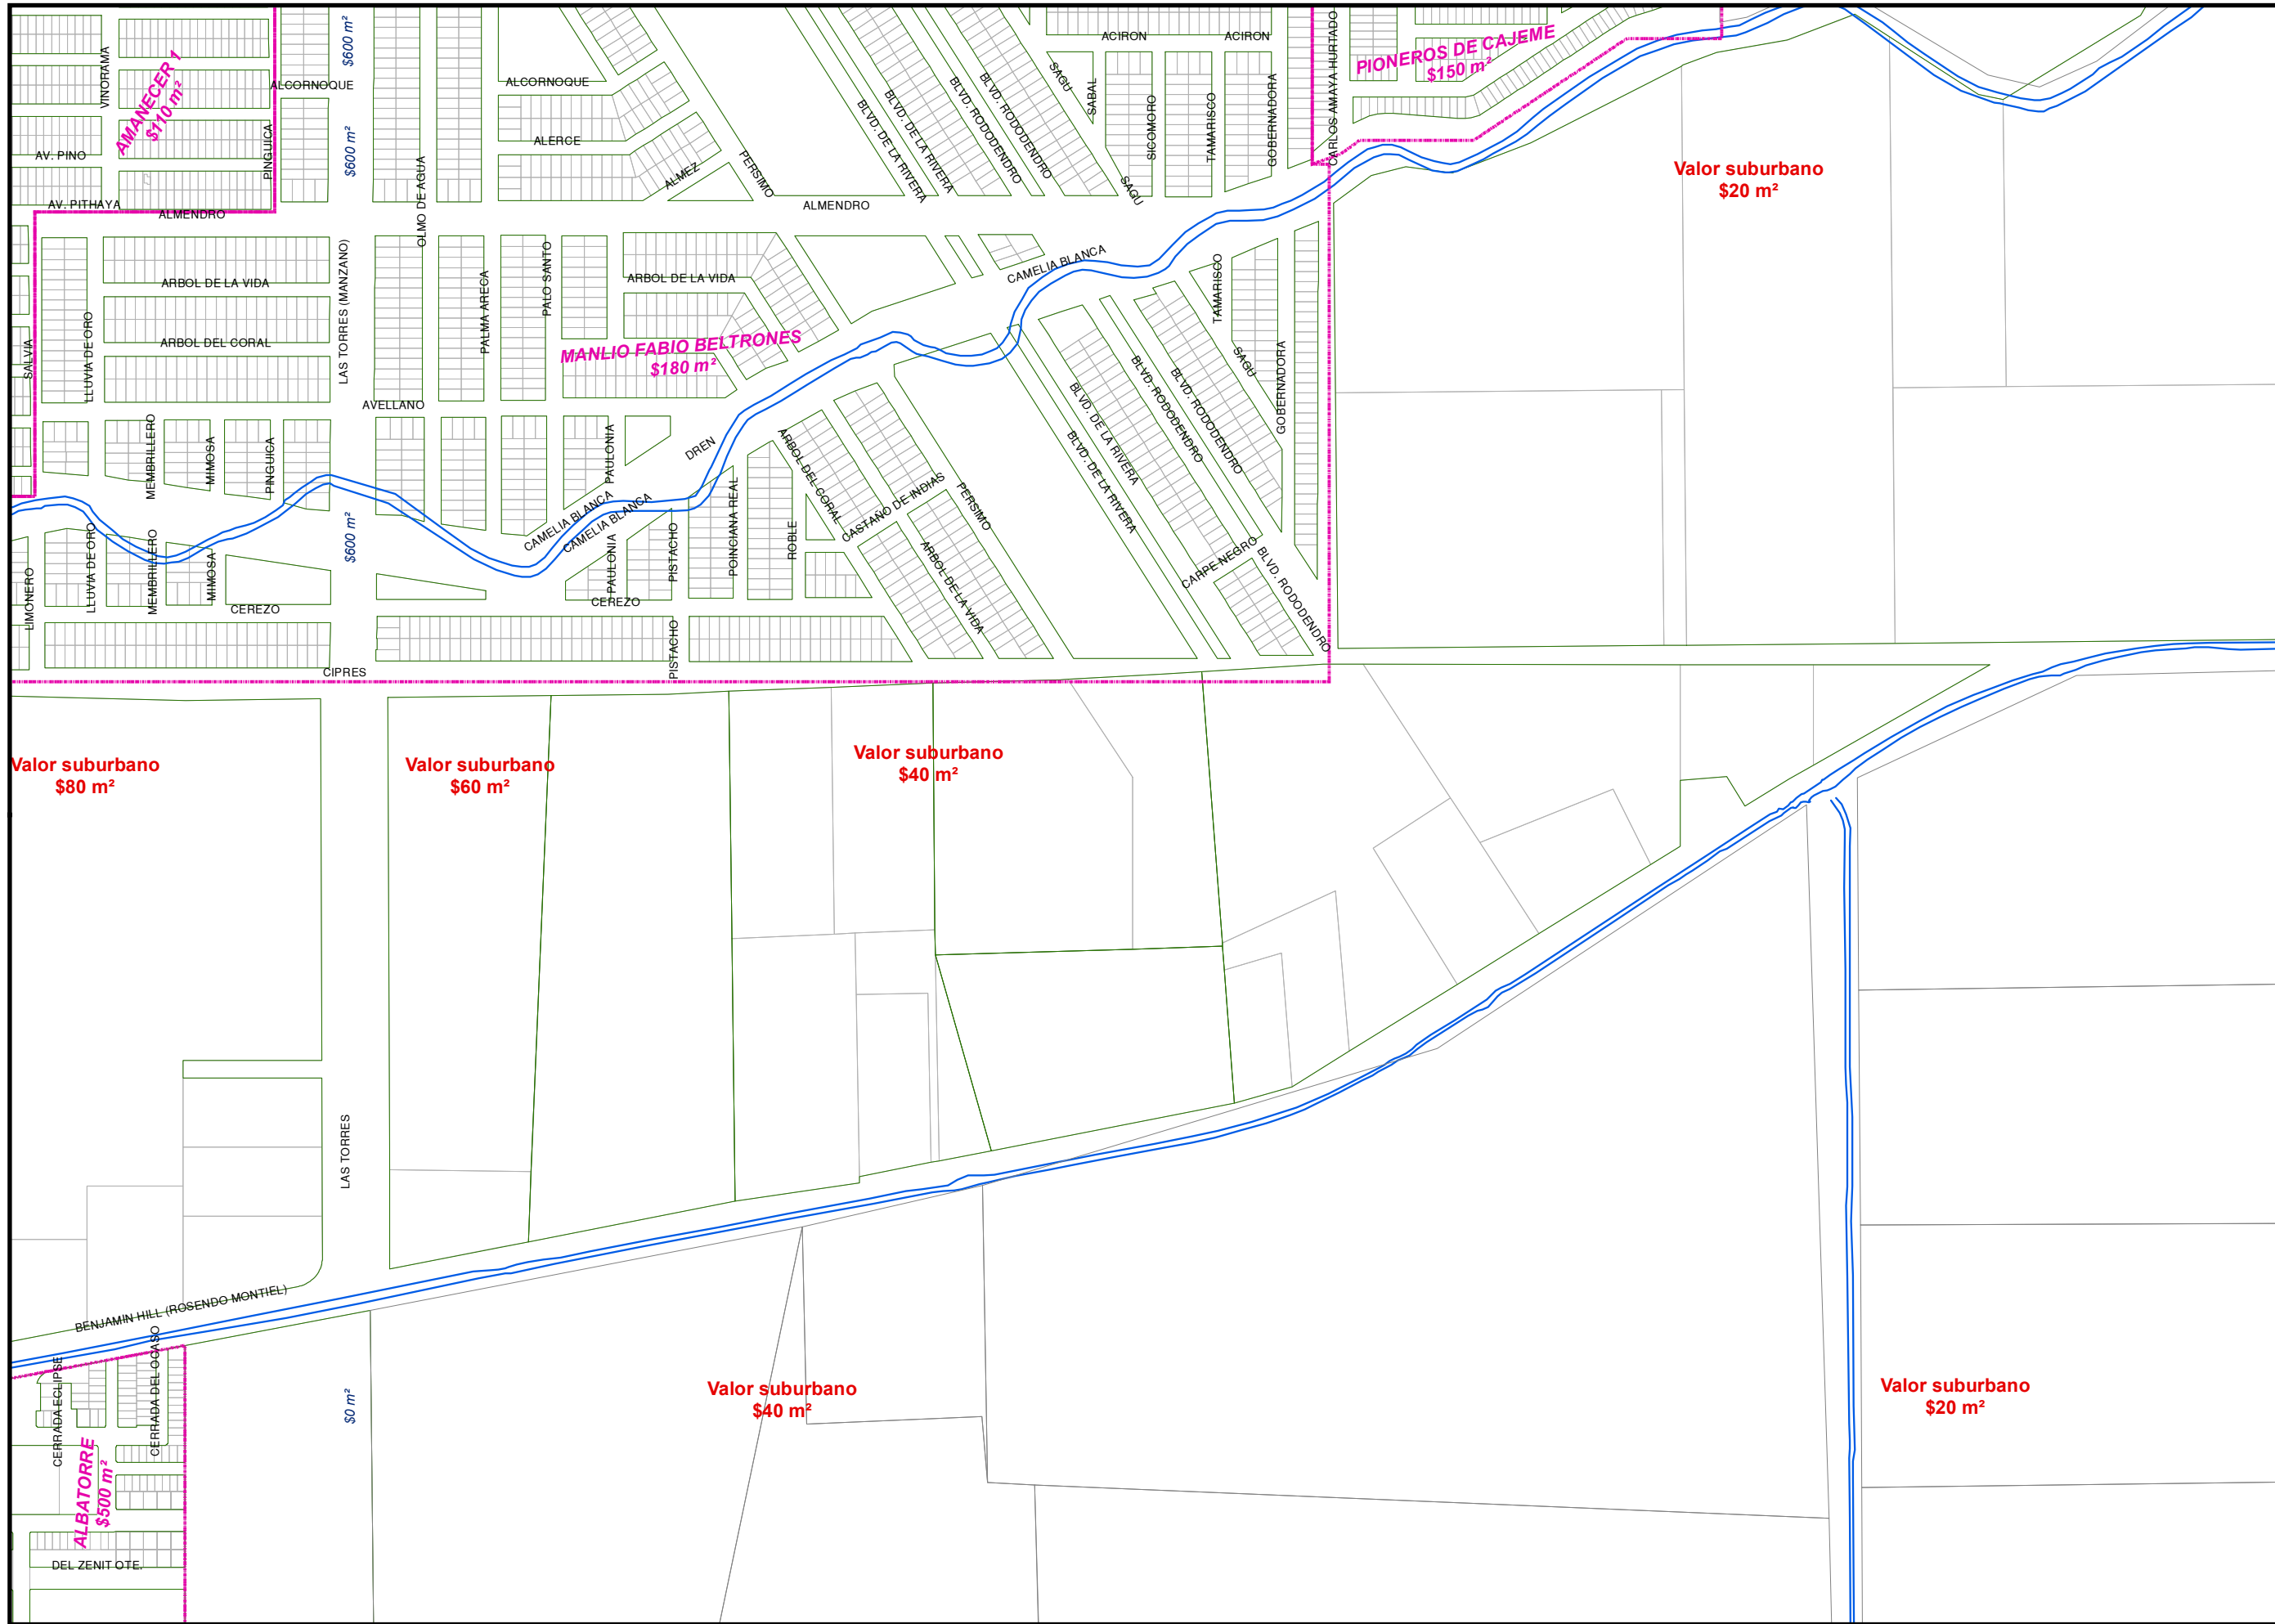 $600 m²
ACIRON
ACIRON
PIONEROS DE CAJEME
$150 m²
VINORAMA
AMANECER 1
$110 m²
ALCORNOQUE
ALCORNOQUE
SAGU
SABAL
BLVD. RODODENDRO
BLVD. RODODENDRO
BLVD. DE LA RIVERA
BLVD. DE LA RIVERA
SICOMORO
TAMARISCO
GOBERNADORA
CARLOS AMAYA HURTADO
$600 m²
PINGUICA
ALERCE
AV. PINO
ALMEZ
PERSIMO
SAGU
Valor suburbano
$20 m²
AV. PITHAYA
ALMENDRO
OLMO DE AGUA
ALMENDRO
CAMELIA BLANCA
ARBOL DE LA VIDA
LAS TORRES (MANZANO)
PALMA ARECA
PALO SANTO
ARBOL DE LA VIDA
TAMARISCO
SALVIA
LLUVIA DE ORO
ARBOL DEL CORAL
MANLIO FABIO BELTRONES
$180 m²
SAGU
GOBERNADORA
BLVD. RODODENDRO
BLVD. RODODENDRO
BLVD. DE LA RIVERA
BLVD. DE LA RIVERA
AVELLANO
DREN
MEMBRILLERO
MIMOSA
PINGUICA
PAULONIA
ARBOL DEL CORAL
CASTAÑO DE INDIAS
PERSIMO
CAMELIA BLANCA
CAMELIA BLANCA
POINCIANA REAL
ROBLE
$600 m²
LIMONERO
LLUVIA DE ORO
MEMBRILLERO
MIMOSA
PAULONIA
PISTACHO
ARBOL DE LA VIDA
CARPE NEGRO
BLVD. RODODENDRO
CEREZO
CEREZO
PISTACHO
CIPRES
Valor suburbano
$80 m²
Valor suburbano
$60 m²
Valor suburbano
$40 m²
LAS TORRES
BENJAMIN HILL (ROSENDO MONTIEL)
CERRADA ECLIPSE
CERRADA DEL OCASO
$0 m²
Valor suburbano
$40 m²
Valor suburbano
$20 m²
ALBATORRE
$500 m²
DEL ZENIT OTE.